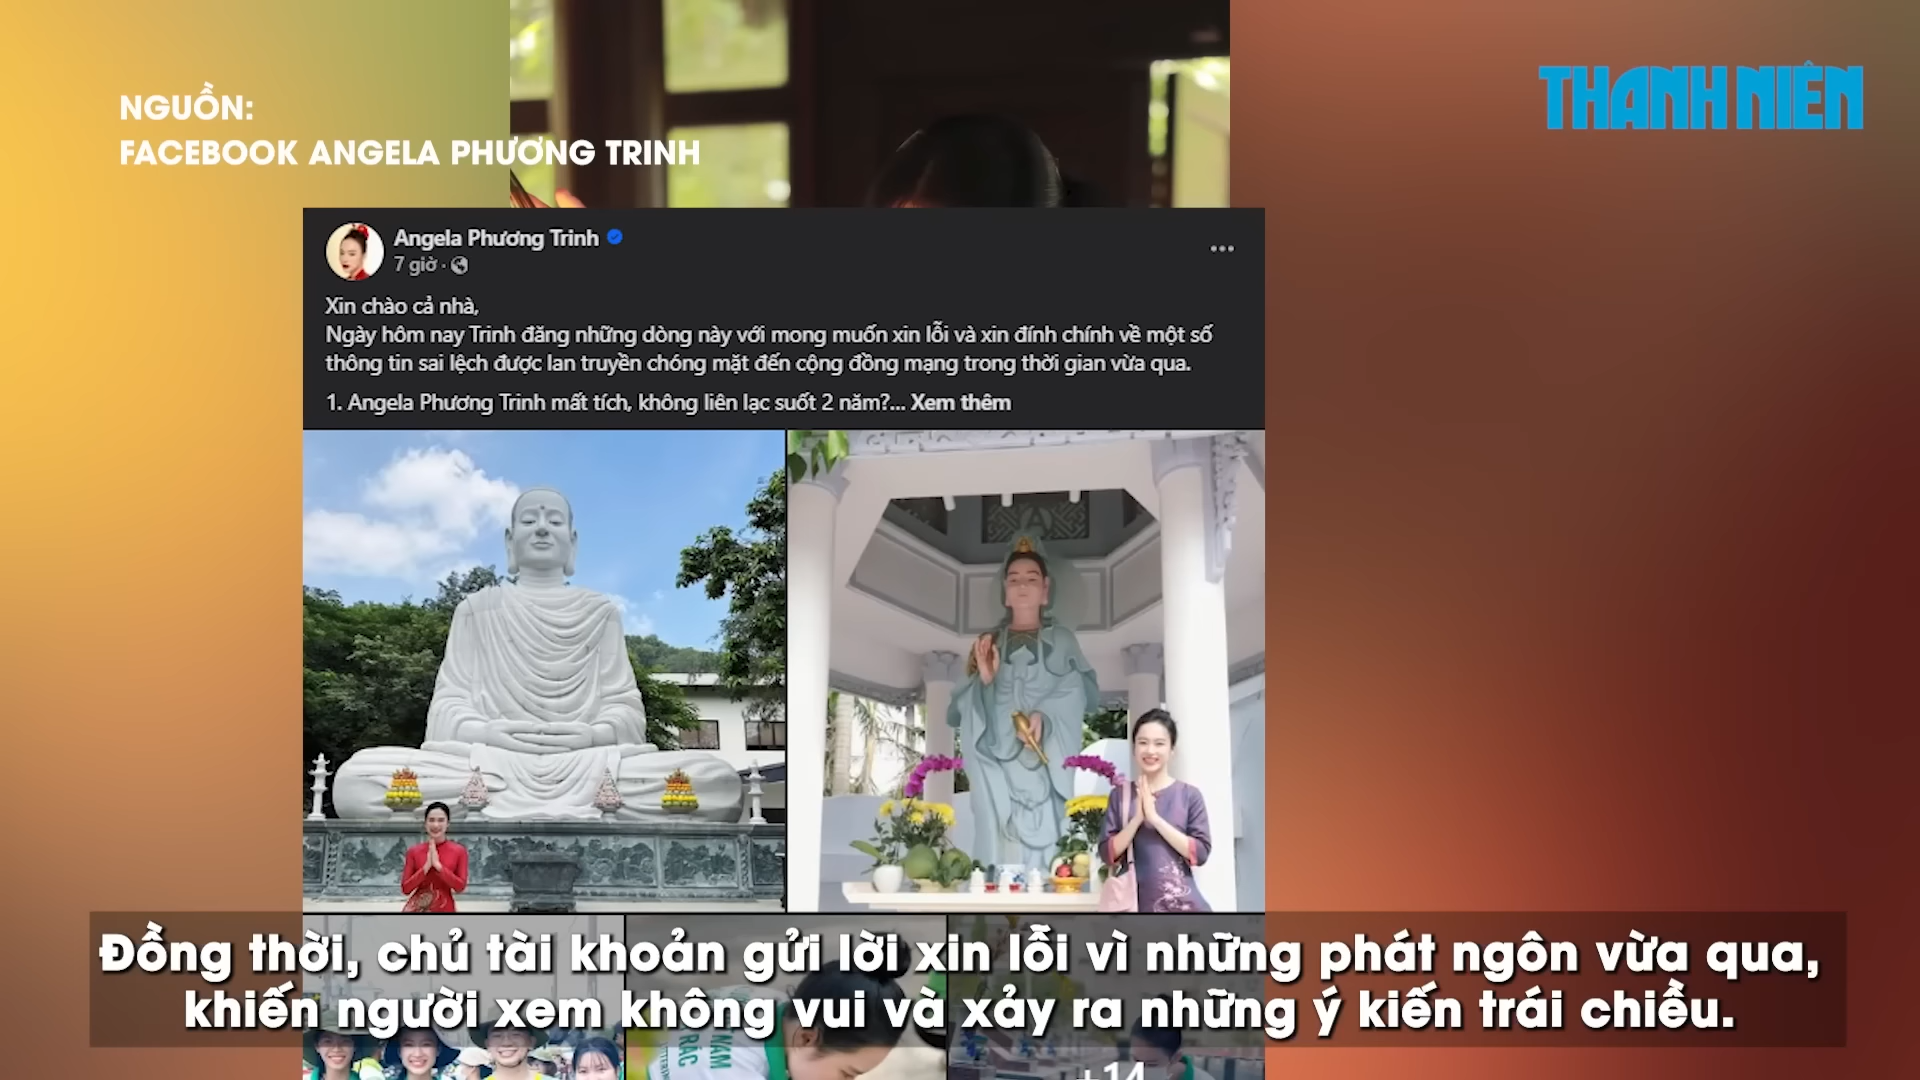 NGUỒN:
FACEBOOK ANGELA PHƯƠNG TRINH
THANH NIÊN
Angela Phương Trinh
7 giờ ·
Xin chào cả nhà,
Ngày hôm nay Trinh đăng những dòng này với mong muốn xin lỗi và xin đính chính về một số
thông tin sai lệch được lan truyền chóng mặt đến cộng đồng mạng trong thời gian vừa qua.
1. Angela Phương Trinh mất tích, không liên lạc suốt 2 năm?... Xem thêm
Đồng thời, chủ tài khoản gửi lời xin lỗi vì những phát ngôn vừa qua,
khiến người xem không vui và xảy ra những ý kiến trái chiều.
NAM
RÁC
+14